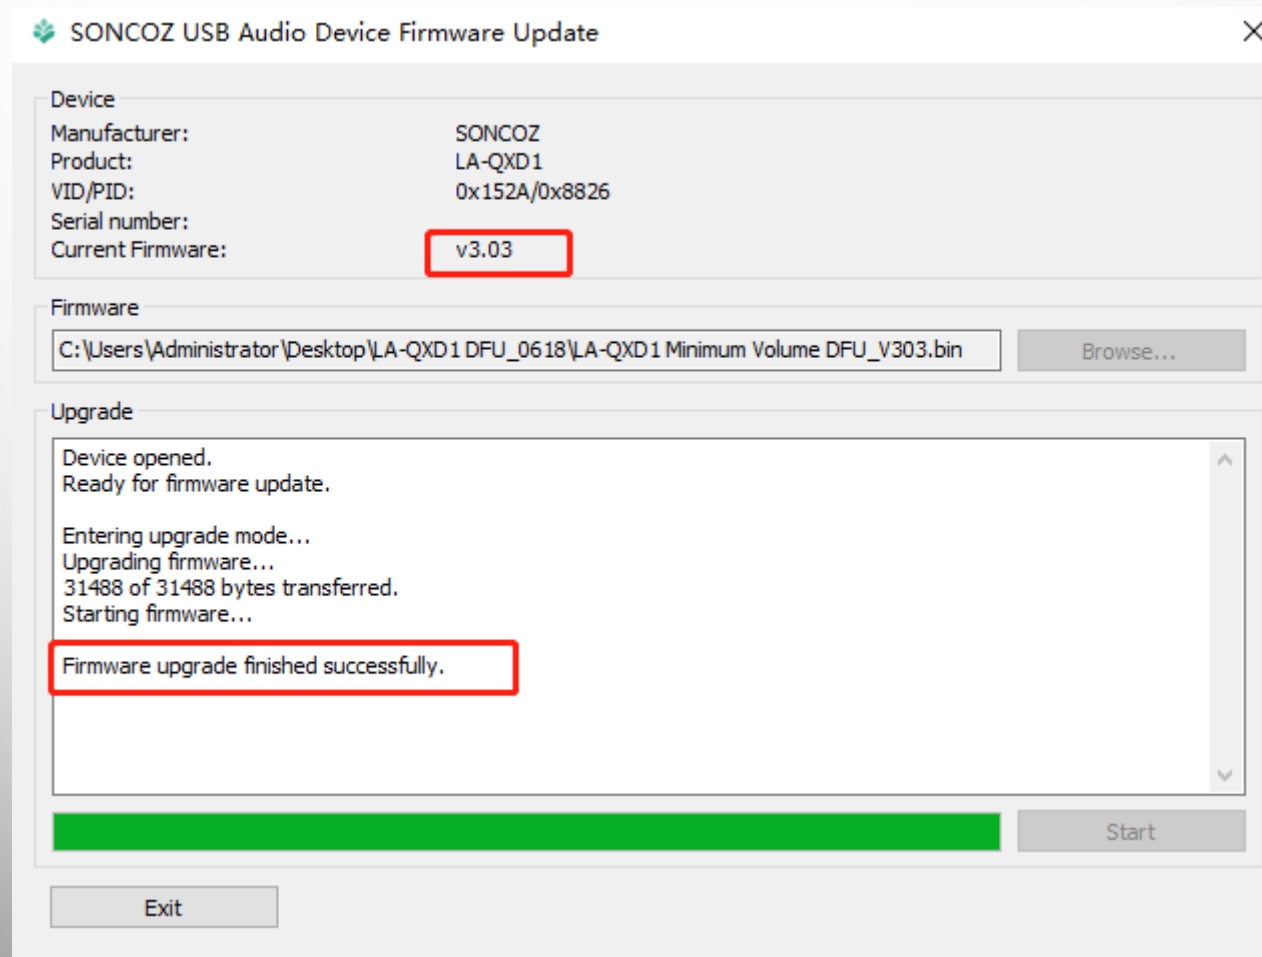 SONCOZ USB Audio Device Firmware Update
Device
Manufacturer: SONCOZ
Product: LA-QXD1
VID/PID: 0x152A/0x8826
Serial number:
Current Firmware: v3.03
Firmware
C:\Users\Administrator\Desktop\LA-QXD1 DFU_0618\LA-QXD1 Minimum Volume DFU_V303.bin Browse...
Upgrade
Device opened.
Ready for firmware update.
Entering upgrade mode...
Upgrading firmware...
31488 of 31488 bytes transferred.
Starting firmware...
Firmware upgrade finished successfully.
Start
Exit